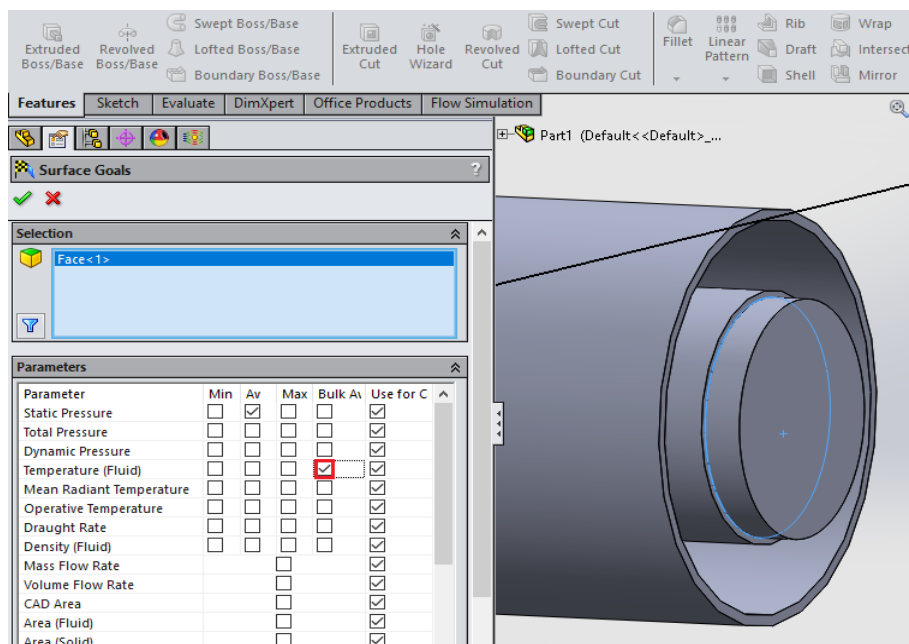 Extruded Boss/Base
Revolved Boss/Base
Swept Boss/Base
Lofted Boss/Base
Boundary Boss/Base
Extruded Cut
Hole Wizard
Revolved Cut
Swept Cut
Lofted Cut
Boundary Cut
Fillet
Linear Pattern
Rib
Draft
Shell
Wrap
Intersect
Mirror
Features Sketch Evaluate DimXpert Office Products Flow Simulation
Part1 (Default<<Default>_...
Surface Goals ?
Selection
Face<1>
Parameters
Parameter Min Av Max Bulk Av Use for C
Static Pressure
Total Pressure
Dynamic Pressure
Temperature (Fluid)
Mean Radiant Temperature
Operative Temperature
Draught Rate
Density (Fluid)
Mass Flow Rate
Volume Flow Rate
CAD Area
Area (Fluid)
Area (Solid)